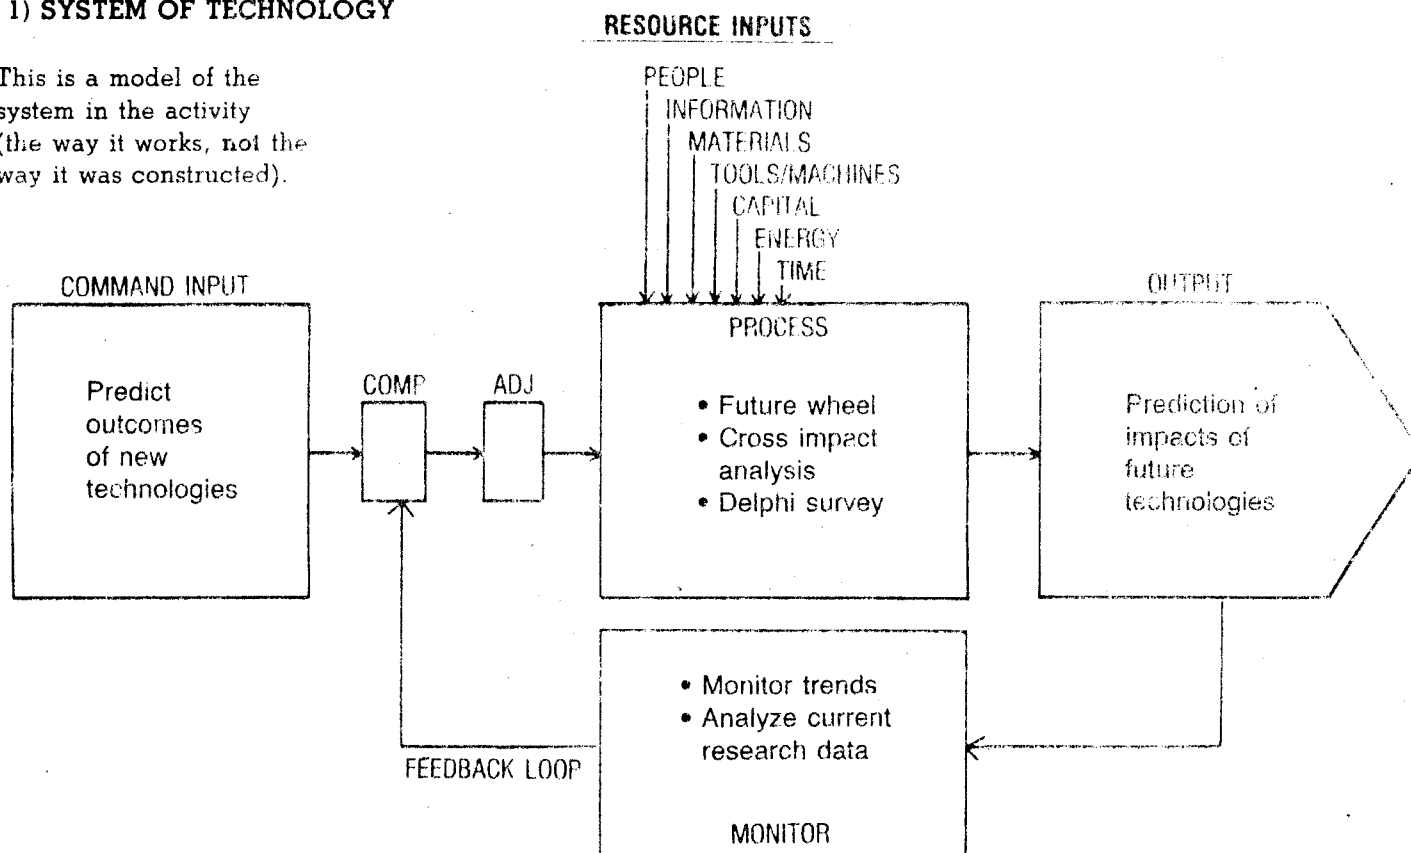 1) SYSTEM OF TECHNOLOGY
This is a model of the
system in the activity
(the way it works, not the
way it was constructed).
RESOURCE INPUTS
PEOPLE
INFORMATION
MATERIALS
TOOLS/MACHINES
CAPITAL
ENERGY
TIME
COMMAND INPUT
Predict
outcomes
of new
technologies
COMP
ADJ
PROCESS
• Future wheel
• Cross impact
analysis
• Delphi survey
OUTPUT
Prediction of
impacts of
future
technologies
FEEDBACK LOOP
• Monitor trends
• Analyze current
research data
MONITOR